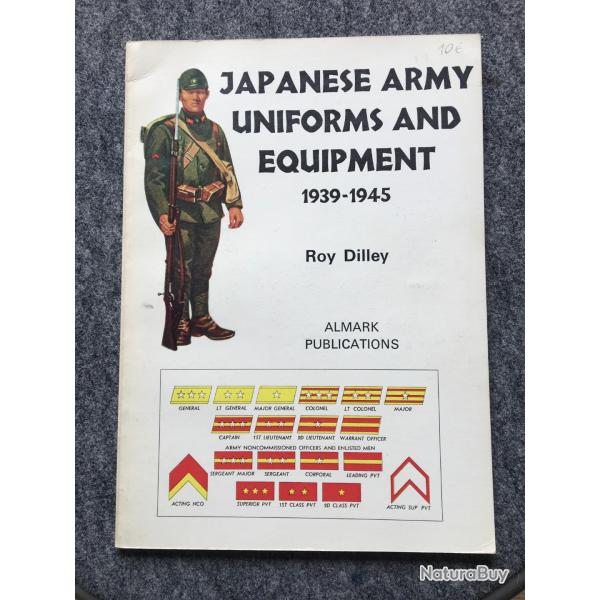 10€
JAPANESE ARMY
UNIFORMS AND
EQUIPMENT
1939-1945
Roy Dilley
ALMARK
PUBLICATIONS
GENERAL LT GENERAL MAJOR GENERAL COLONEL LT COLONEL MAJOR
CAPTAIN 1ST LIEUTENANT 2D LIEUTENANT WARRANT OFFICER
ARMY NONCOMMISSIONED OFFICERS AND ENLISTED MEN
SERGEANT MAJOR SERGEANT CORPORAL LEADING PVT
ACTING NCO SUPERIOR PVT 1ST CLASS PVT 2D CLASS PVT ACTING SUP PVT
NaturaBuy